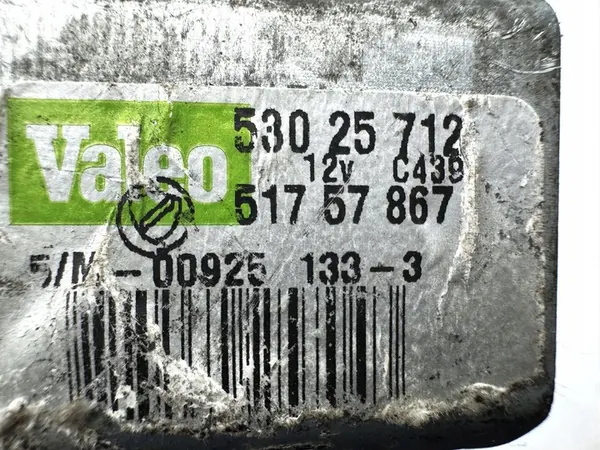 Valeo
530 25 712
12V C439
517 57 867
S/N-00925 133-3